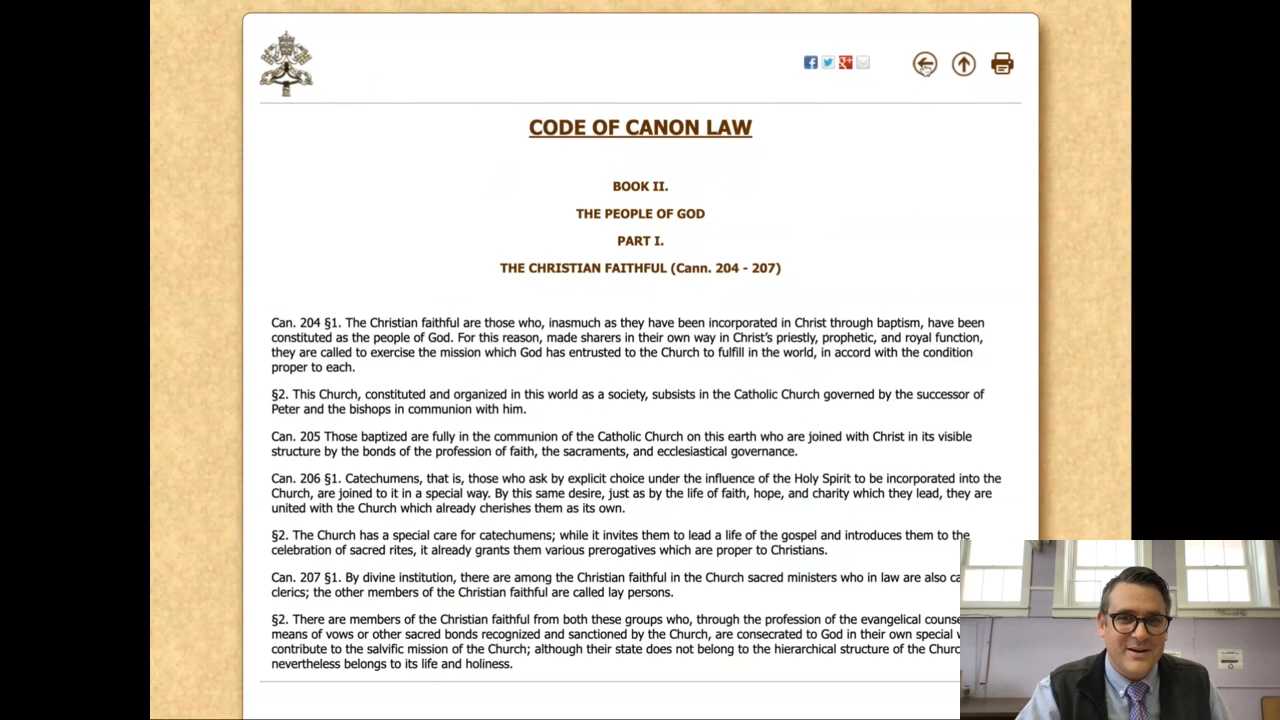 CODE OF CANON LAW
BOOK II.
THE PEOPLE OF GOD
PART I.
THE CHRISTIAN FAITHFUL (Cann. 204 - 207)
Can. 204 §1. The Christian faithful are those who, inasmuch as they have been incorporated in Christ through baptism, have been
constituted as the people of God. For this reason, made sharers in their own way in Christ’s priestly, prophetic, and royal function,
they are called to exercise the mission which God has entrusted to the Church to fulfill in the world, in accord with the condition
proper to each.
§2. This Church, constituted and organized in this world as a society, subsists in the Catholic Church governed by the successor of
Peter and the bishops in communion with him.
Can. 205 Those baptized are fully in the communion of the Catholic Church on this earth who are joined with Christ in its visible
structure by the bonds of the profession of faith, the sacraments, and ecclesiastical governance.
Can. 206 §1. Catechumens, that is, those who ask by explicit choice under the influence of the Holy Spirit to be incorporated into the
Church, are joined to it in a special way. By this same desire, just as by the life of faith, hope, and charity which they lead, they are
united with the Church which already cherishes them as its own.
§2. The Church has a special care for catechumens; while it invites them to lead a life of the gospel and introduces them to the
celebration of sacred rites, it already grants them various prerogatives which are proper to Christians.
Can. 207 §1. By divine institution, there are among the Christian faithful in the Church sacred ministers who in law are also
clerics; the other members of the Christian faithful are called lay persons.
§2. There are members of the Christian faithful from both these groups who, through the profession of the evangelical
means of vows or other sacred bonds recognized and sanctioned by the Church, are consecrated to God in their own special
contribute to the salvific mission of the Church; although their state does not belong to the hierarchical structure of the
nevertheless belongs to its life and holiness.